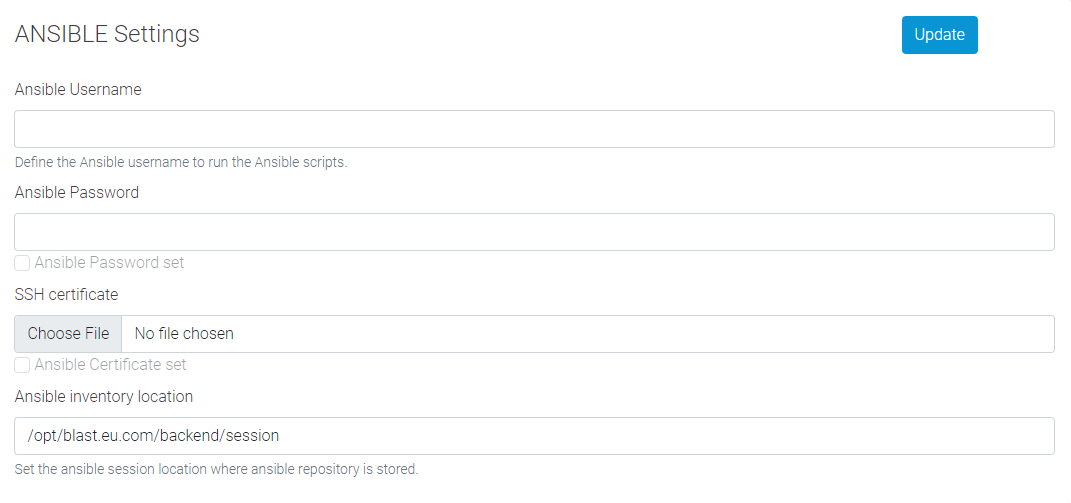 ANSIBLE Settings
Update
Ansible Username
Define the Ansible username to run the Ansible scripts.
Ansible Password
Ansible Password set
SSH certificate
Choose File No file chosen
Ansible Certificate set
Ansible inventory location
/opt/blast.eu.com/backend/session
Set the ansible session location where ansible repository is stored.